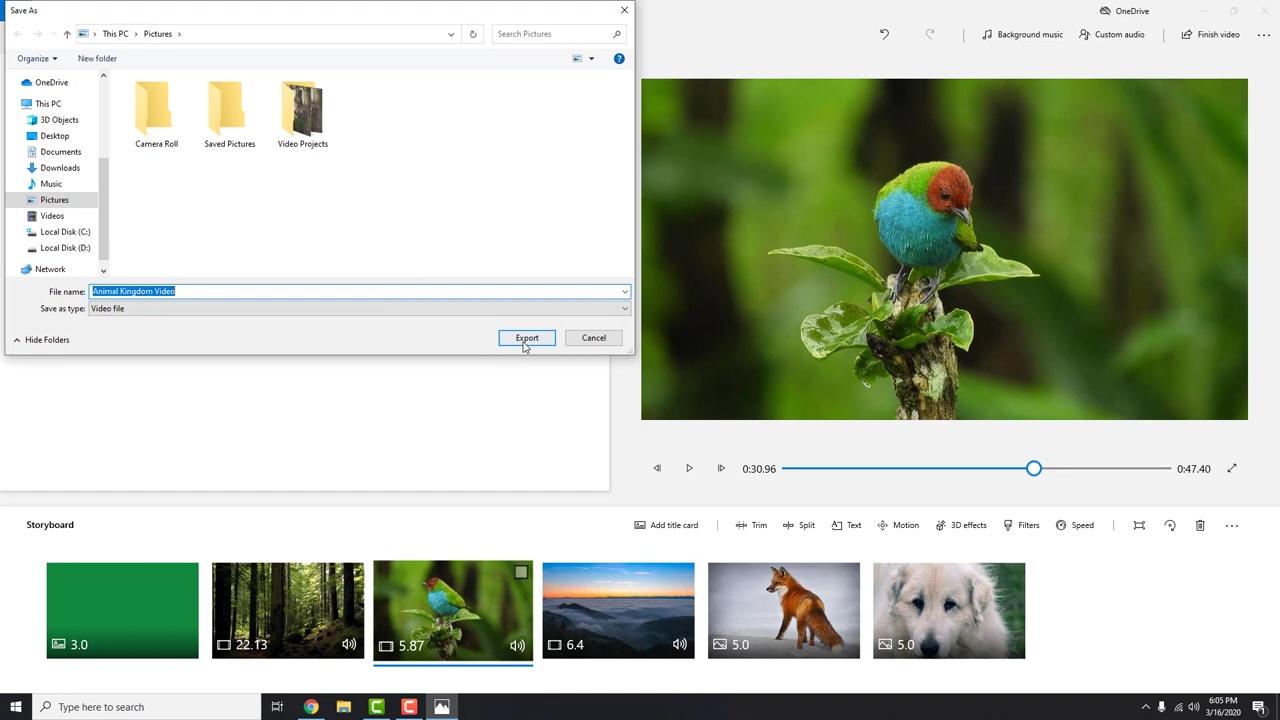 Save As
OneDrive
This PC
Pictures
Search Pictures
Background music
Custom audio
Finish video
Organize
New folder
OneDrive
This PC
3D Objects
Desktop
Documents
Downloads
Music
Pictures
Videos
Local Disk (C:)
Local Disk (D:)
Network
Camera Roll
Saved Pictures
Video Projects
File name: Animal Kingdom Video
Save as type: Video file
Hide Folders
Export
Cancel
0:30.96
0:47.40
Storyboard
Add title card
Trim
Split
Text
Motion
3D effects
Filters
Speed
3.0
22.13
5.87
6.4
5.0
5.0
Type here to search
6:05 PM
3/16/2020
1